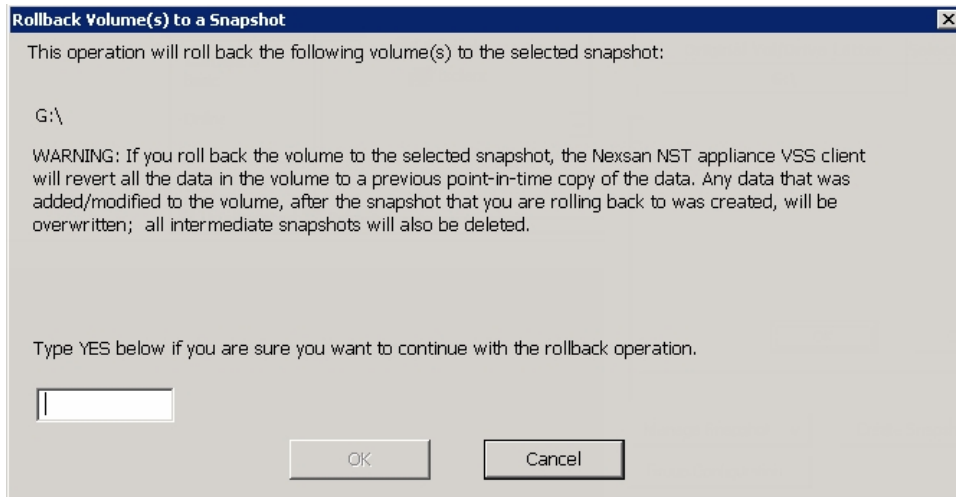 Rollback Volume(s) to a Snapshot
This operation will roll back the following volume(s) to the selected snapshot:
G:\
WARNING: If you roll back the volume to the selected snapshot, the Nexsan NST appliance VSS client
will revert all the data in the volume to a previous point-in-time copy of the data. Any data that was
added/modified to the volume, after the snapshot that you are rolling back to was created, will be
overwritten;  all intermediate snapshots will also be deleted.
Type YES below if you are sure you want to continue with the rollback operation.
OK
Cancel